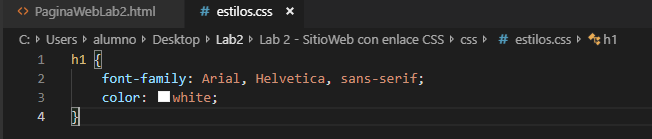 <> PaginaWebLab2.html # estilos.css ×
C: > Users > alumno > Desktop > Lab2 > Lab 2 - SitioWeb con enlace CSS > css > # estilos.css > h1
1 h1 {
2 font-family: Arial, Helvetica, sans-serif;
3 color: white;
4 }